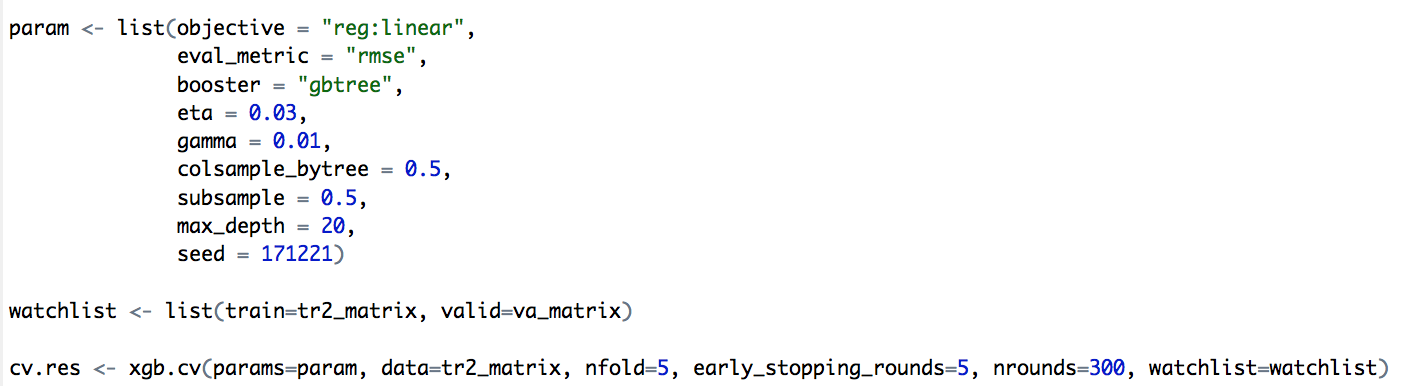 param <- list(objective = "reg:linear",
eval_metric = "rmse",
booster = "gbtree",
eta = 0.03,
gamma = 0.01,
colsample_bytree = 0.5,
subsample = 0.5,
max_depth = 20,
seed = 171221)
watchlist <- list(train=tr2_matrix, valid=va_matrix)
cv.res <- xgb.cv(params=param, data=tr2_matrix, nfold=5, early_stopping_rounds=5, nrounds=300, watchlist=watchlist)